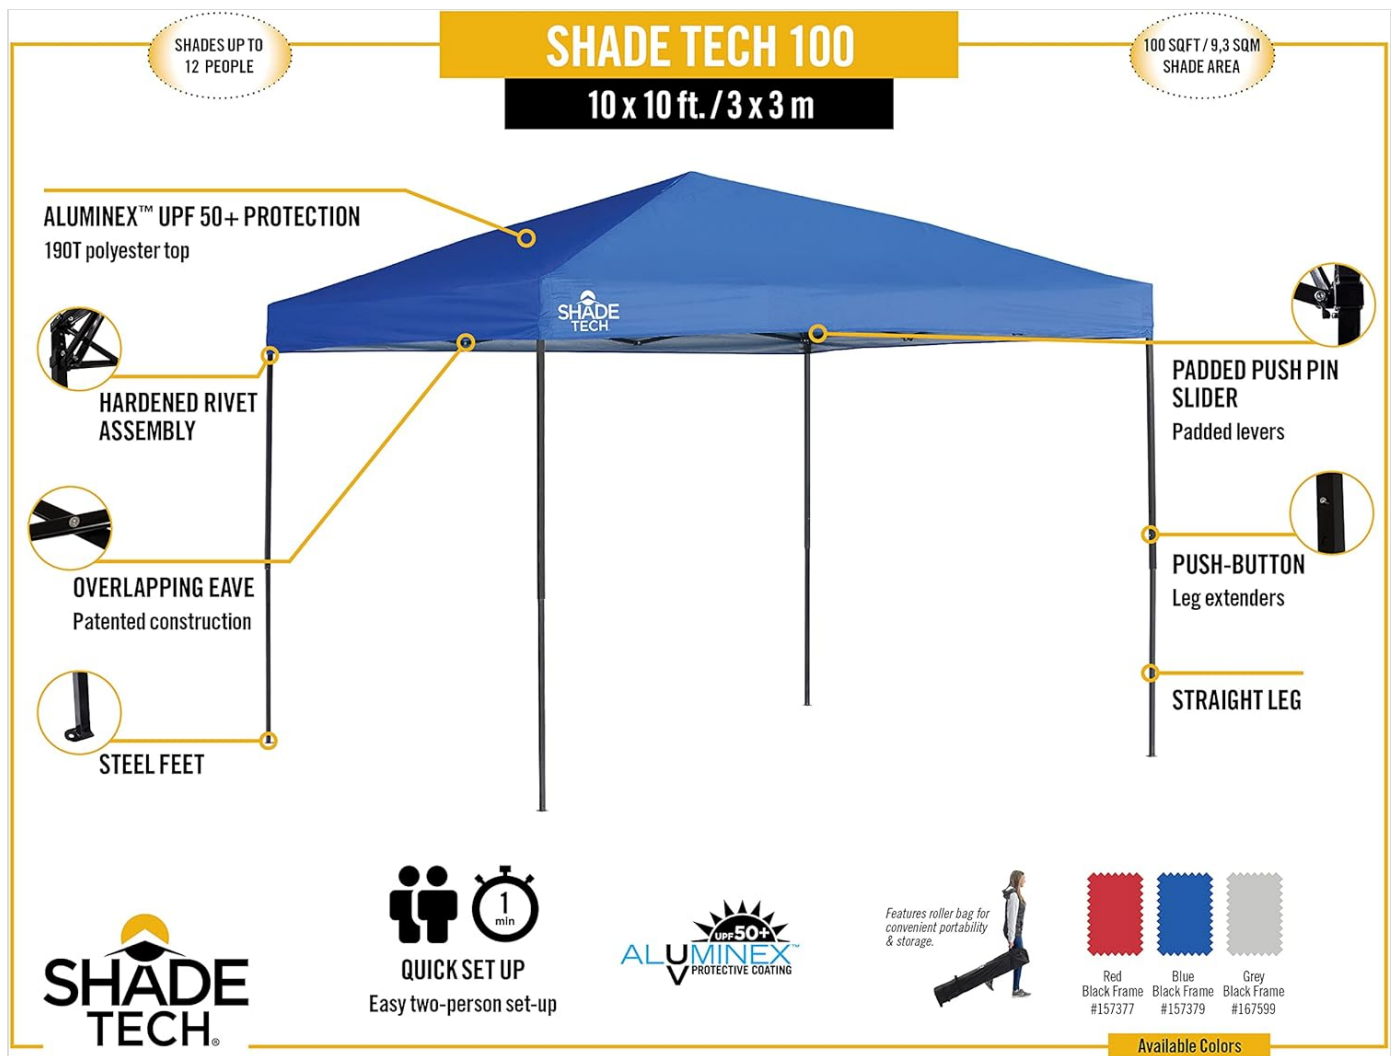 SHADES UP TO
12 PEOPLE
SHADE TECH 100
10 x 10 ft. / 3 x 3 m
100 SQFT / 9,3 SQM
SHADE AREA
ALUMINEX™ UPF 50+ PROTECTION
190T polyester top
SHADE
TECH
HARDENED RIVET
ASSEMBLY
OVERLAPPING EAVE
Patented construction
STEEL FEET
PADDED PUSH PIN
SLIDER
Padded levers
PUSH-BUTTON
Leg extenders
STRAIGHT LEG
SHADE
TECH®
1
min
QUICK SET UP
Easy two-person set-up
UPF 50+
ALUMINEX™
PROTECTIVE COATING
Features roller bag for
convenient portability
& storage.
Red
Black Frame
#157377
Blue
Black Frame
#157379
Grey
Black Frame
#167599
Available Colors